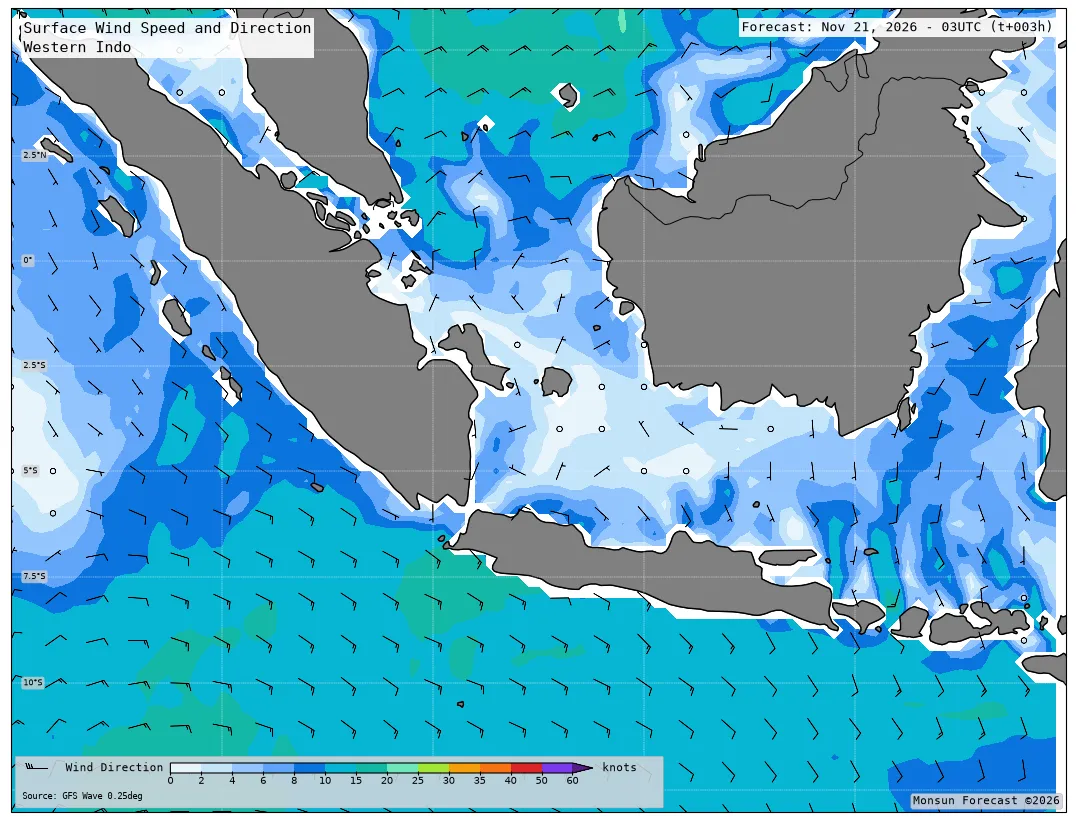 Surface Wind Speed and Direction
Western Indo
Forecast: Nov 21, 2026 - 03UTC (t+003h)
2.5°N
0°
2.5°S
5°S
7.5°S
10°S
Wind Direction
0 2 4 6 8 10 15 20 25 30 35 40 50 60
knots
Source: GFS Wave 0.25deg
Monsun Forecast ©2026